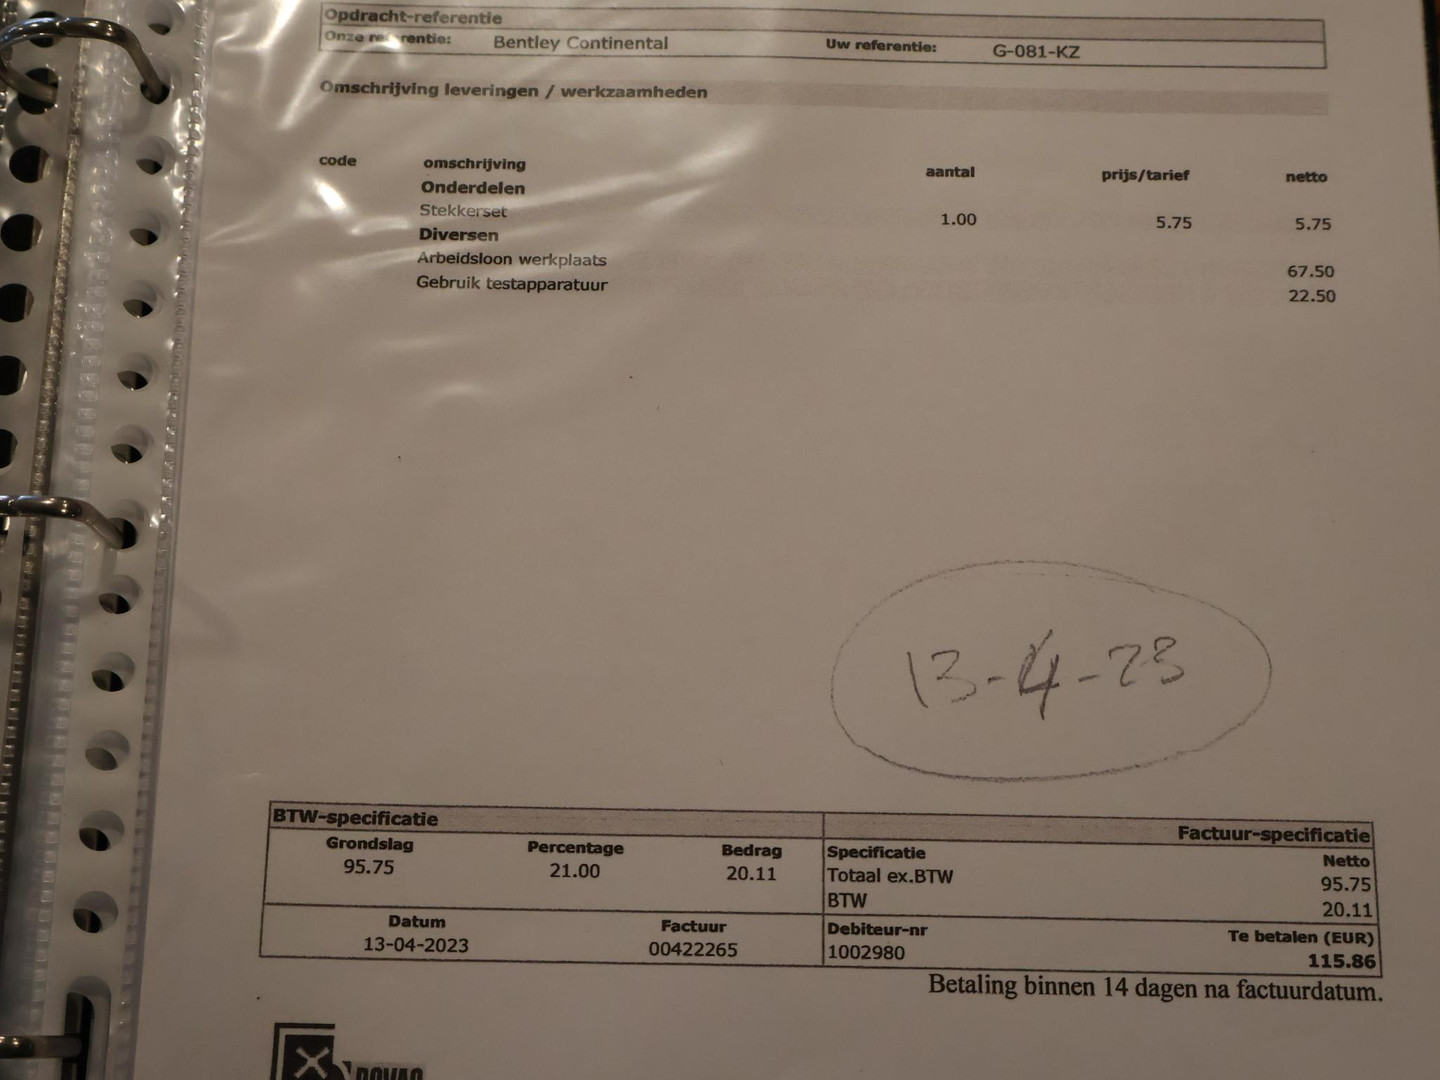 Opdracht-referentie
Onze referentie: Bentley Continental Uw referentie: G-081-KZ
Omschrijving leveringen / werkzaamheden
code omschrijving aantal prijs/tarief netto
Onderdelen
Stekkerset 1.00 5.75 5.75
Diversen
Arbeidsloon werkplaats 67.50
Gebruik testapparatuur 22.50
13-4-23
BTW-specificatie Factuur-specificatie
Grondslag Percentage Bedrag Specificatie Netto
95.75 21.00 20.11 Totaal ex.BTW 95.75
BTW 20.11
Datum Factuur Debiteur-nr Te betalen (EUR)
13-04-2023 00422265 1002980 115.86
Betaling binnen 14 dagen na factuurdatum.
BOVAG